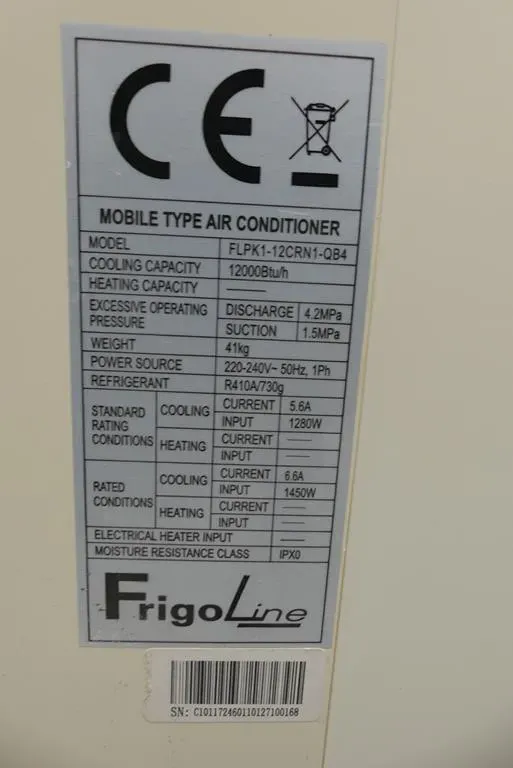 CE
MOBILE TYPE AIR CONDITIONER
MODEL FLPK1-12CRN1-QB4
COOLING CAPACITY 12000Btu/h
HEATING CAPACITY ——
EXCESSIVE OPERATING PRESSURE DISCHARGE 4.2MPa
SUCTION 1.5MPa
WEIGHT 41kg
POWER SOURCE 220-240V~ 50Hz, 1Ph
REFRIGERANT R410A/730g
STANDARD RATING CONDITIONS COOLING CURRENT 5.6A
INPUT 1280W
HEATING CURRENT ——
INPUT ——
RATED CONDITIONS COOLING CURRENT 6.6A
INPUT 1450W
HEATING CURRENT ——
INPUT ——
ELECTRICAL HEATER INPUT ——
MOISTURE RESISTANCE CLASS IPX0
FrigoLine
SN: C101172460110127100168